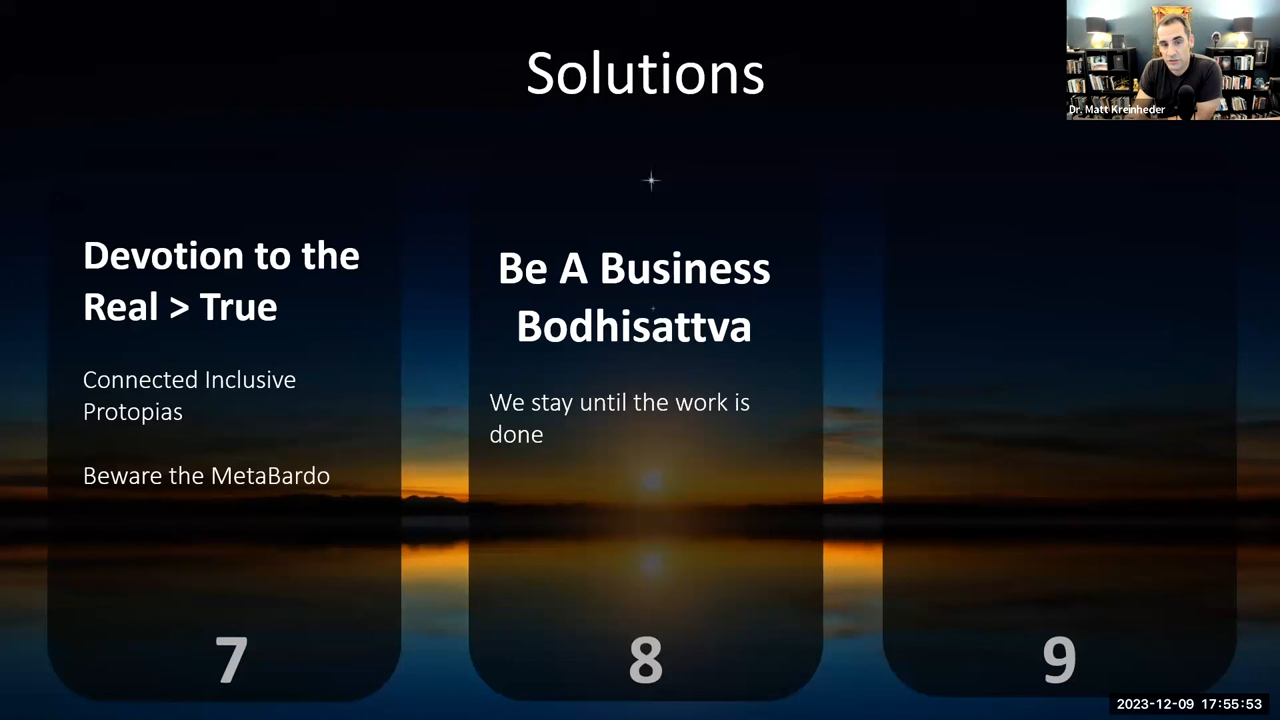 Solutions
Dr. Matt Kreinheder
Devotion to the
Real > True
Connected Inclusive
Protopias
Beware the MetaBardo
7
Be A Business
Bodhisattva
We stay until the work is
done
8
9
2023-12-09 17:55:53